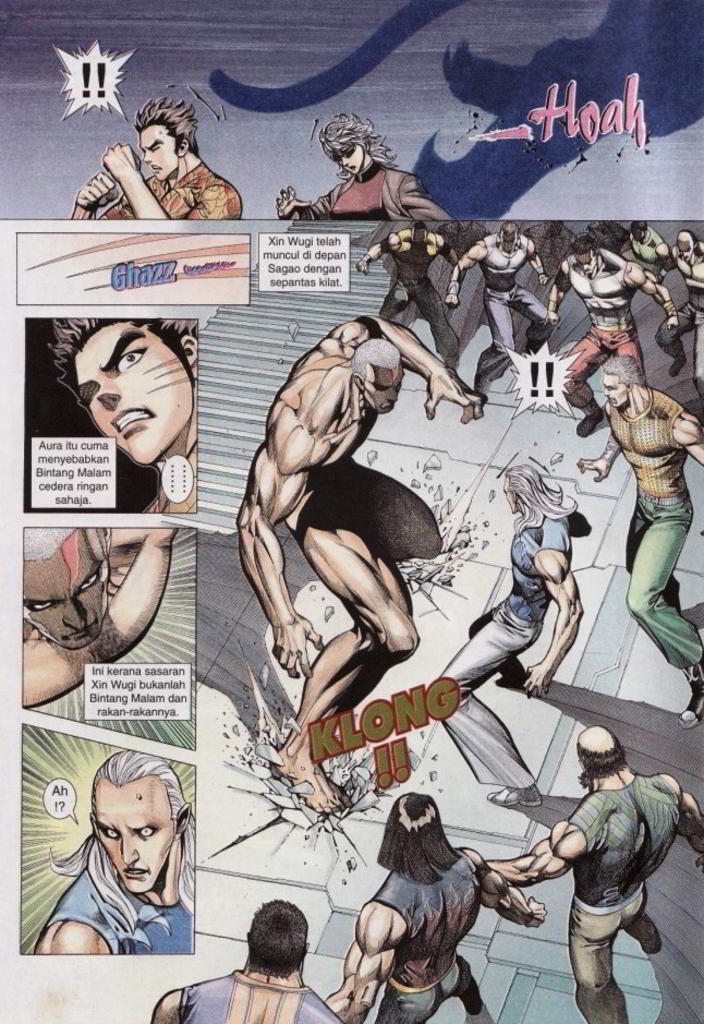 !!
Hoah
Ghazz
Xin Wugi telah
muncul di depan
Sagao dengan
sepantas kilat.
!!
Aura itu cuma
menyebabkan
Bintang Malam
cedera ringan
sahaja.
Ini kerana sasaran
Xin Wugi bukanlah
Bintang Malam dan
rakan-rakannya.
KLONG
!!
Ah
!?